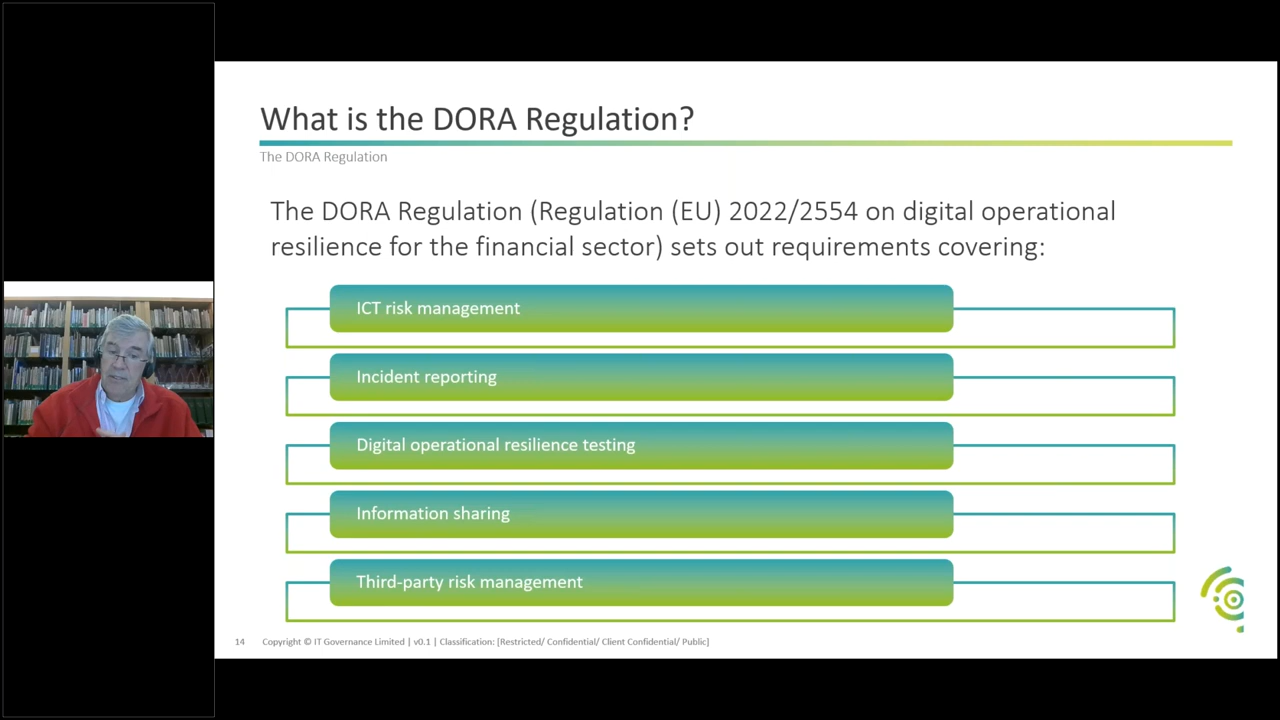 What is the DORA Regulation?
The DORA Regulation
The DORA Regulation (Regulation (EU) 2022/2554 on digital operational
resilience for the financial sector) sets out requirements covering:
ICT risk management
Incident reporting
Digital operational resilience testing
Information sharing
Third-party risk management
14 Copyright © IT Governance Limited | v0.1 | Classification: [Restricted/ Confidential/ Client Confidential/ Public]